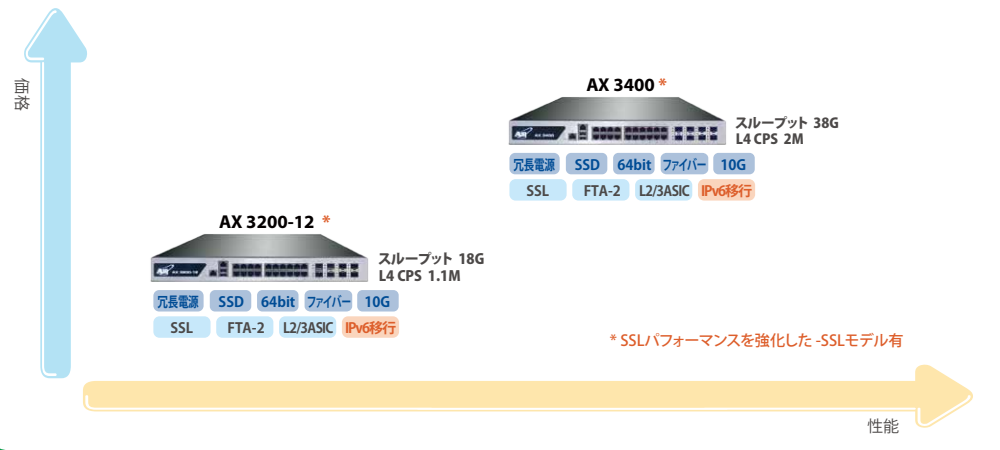 価格
AX 3400 *
AX 3400
スループット 38G
L4 CPS 2M
冗長電源 SSD 64bit ファイバー 10G
SSL FTA-2 L2/3ASIC IPv6移行
AX 3200-12 *
AX 3200-12
スループット 18G
L4 CPS 1.1M
冗長電源 SSD 64bit ファイバー 10G
SSL FTA-2 L2/3ASIC IPv6移行
* SSLパフォーマンスを強化した -SSLモデル有
性能